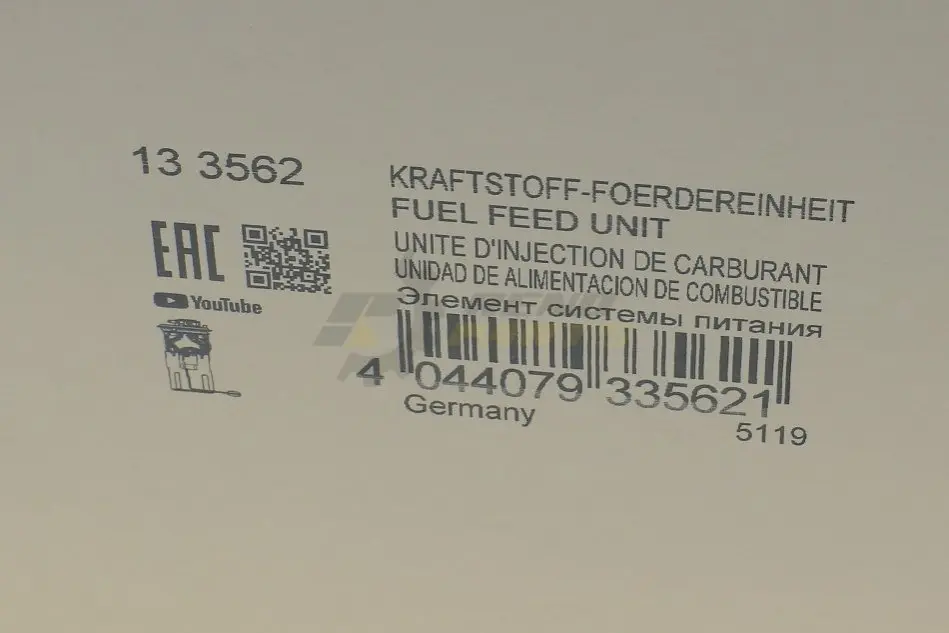 13 3562
KRAFTSTOFF-FOERDEREINHEIT
FUEL FEED UNIT
UNITE D'INJECTION DE CARBURANT
UNIDAD DE ALIMENTACION DE COMBUSTIBLE
Элемент системы питания
EAC
YouTube
4 044079 335621
Germany
5119